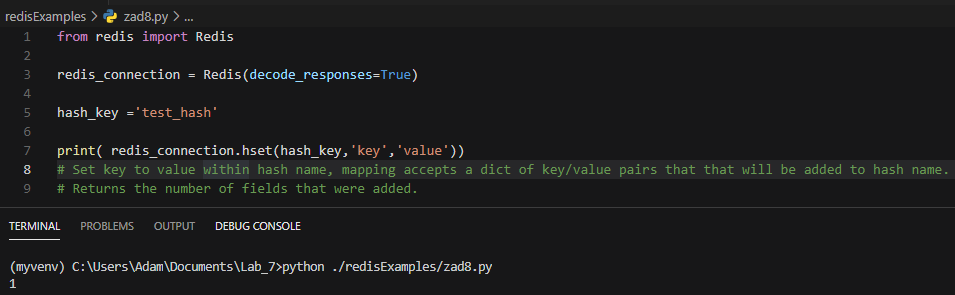 redisExamples > zad8.py > ...
1 from redis import Redis
2
3 redis_connection = Redis(decode_responses=True)
4
5 hash_key ='test_hash'
6
7 print( redis_connection.hset(hash_key,'key','value'))
8 # Set key to value within hash name, mapping accepts a dict of key/value pairs that that will be added to hash name.
9 # Returns the number of fields that were added.
TERMINAL PROBLEMS OUTPUT DEBUG CONSOLE
(myvenv) C:\Users\Adam\Documents\Lab_7>python ./redisExamples/zad8.py
1